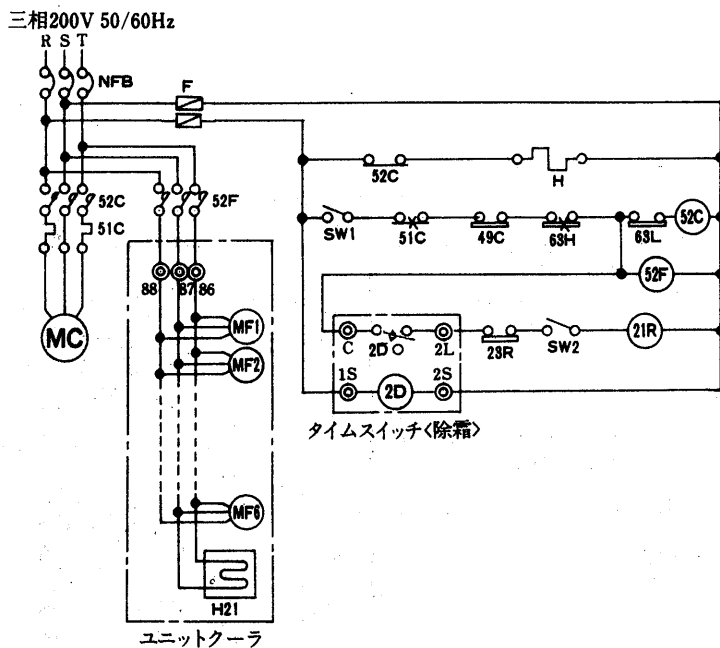 三相200V 50/60Hz
R S T
NFB
F
52C
H
52C
52F
51C
SW1
51C
49C
63H
63L
52C
52F
88
87
86
MC
MF1
MF2
C
2D
2L
23R
SW2
21R
1S
2D
2S
タイムスイッチ<除霜>
MF6
H21
ユニットクーラ